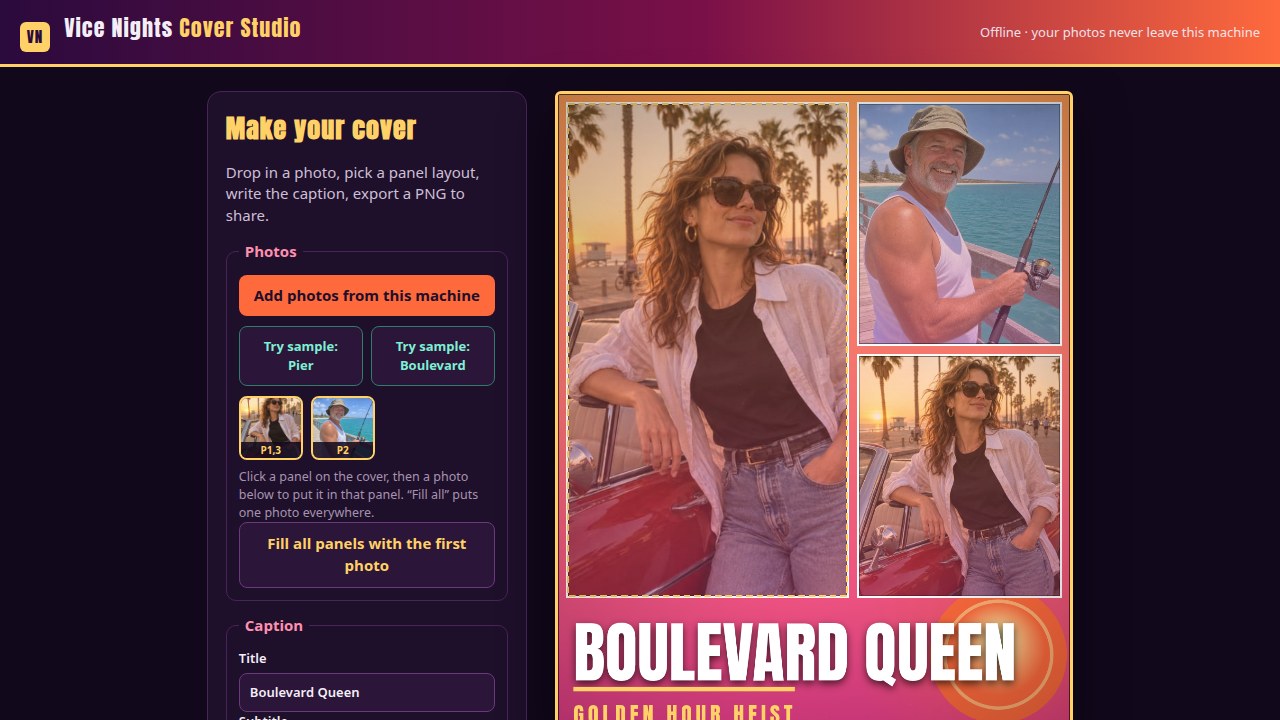 VN
Vice Nights Cover Studio
Offline · your photos never leave this machine
Make your cover
Drop in a photo, pick a panel layout,
write the caption, export a PNG to
share.
Photos
Add photos from this machine
Try sample:
Pier
Try sample:
Boulevard
P1,3
P2
Click a panel on the cover, then a photo
below to put it in that panel. “Fill all” puts
one photo everywhere.
Fill all panels with the first
photo
Caption
Title
Boulevard Queen
Subtitle
BOULEVARD QUEEN
GOLDEN HOUR HEIST